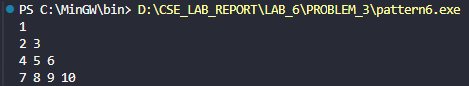 PS C:\MinGW\bin> D:\CSE_LAB_REPORT\LAB_6\PROBLEM_3\pattern6.exe
1
2 3
4 5 6
7 8 9 10